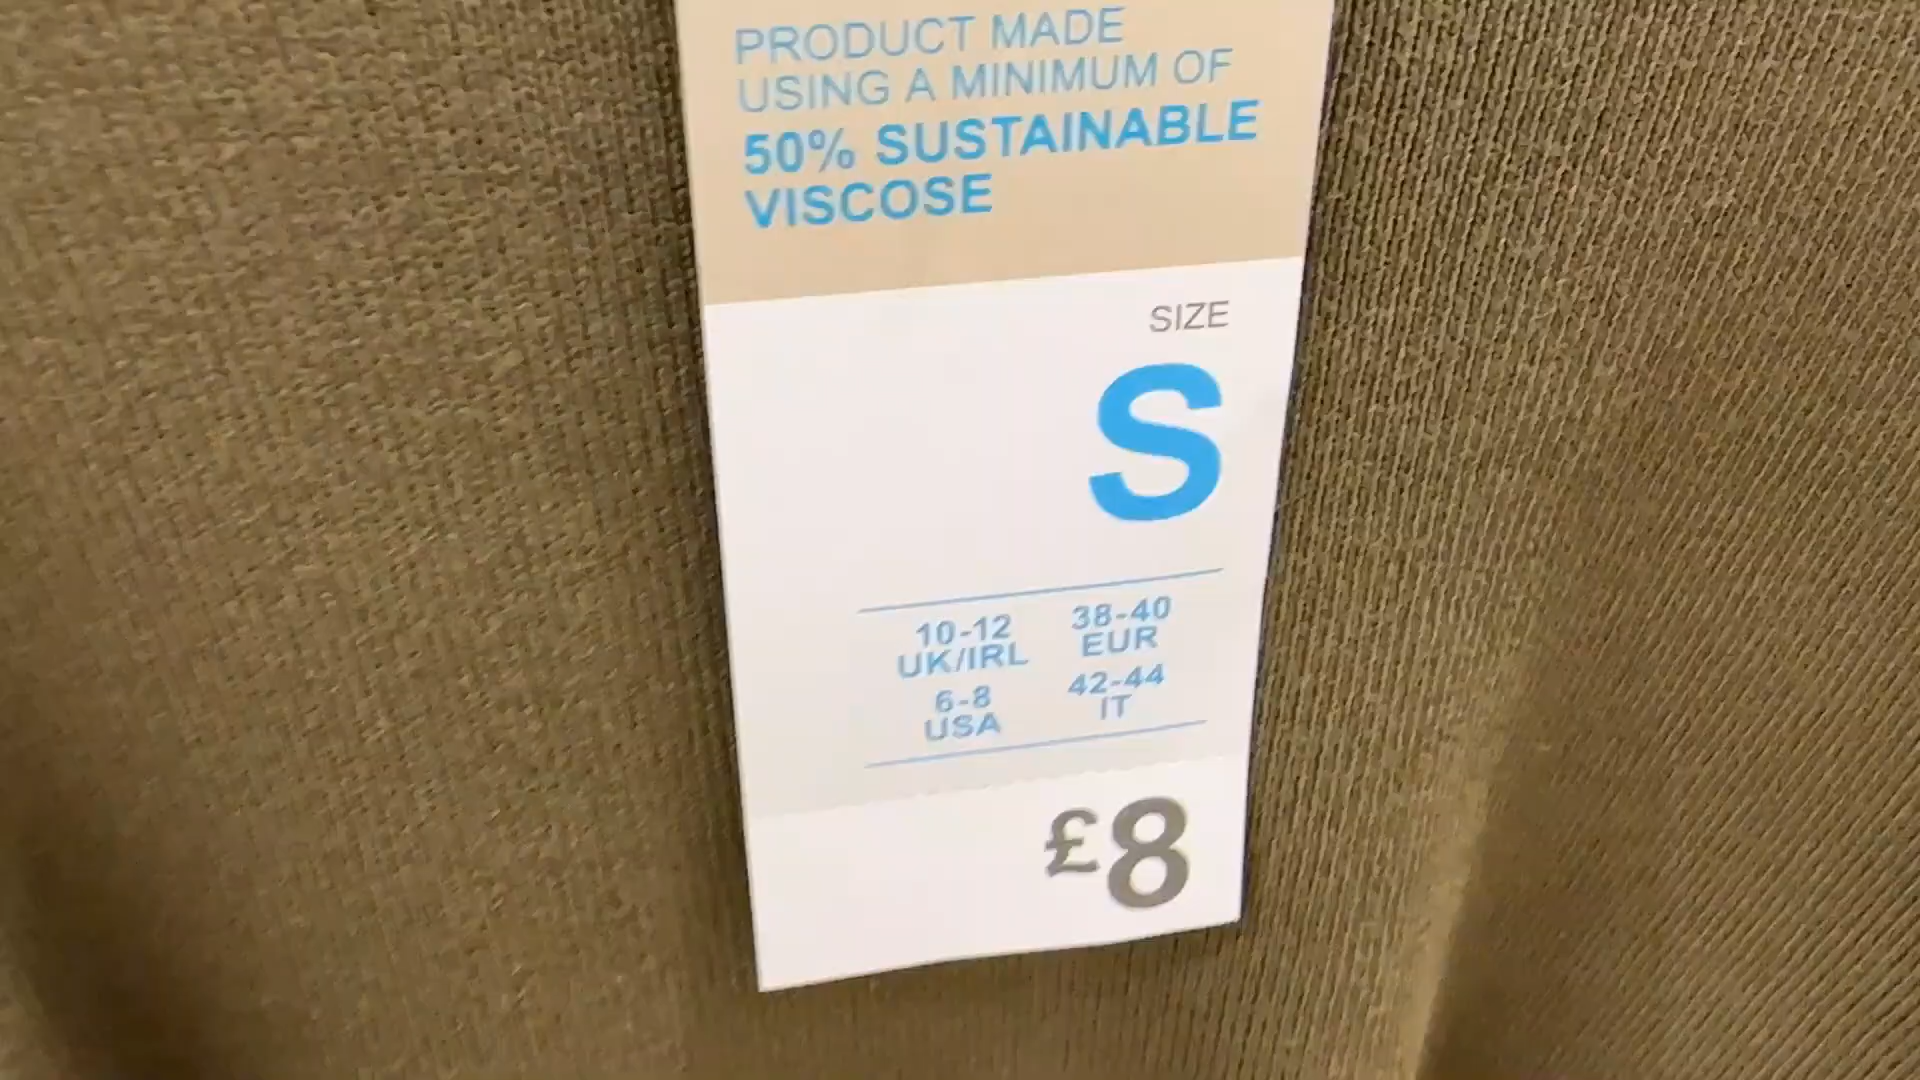 PRODUCT MADE
USING A MINIMUM OF
50% SUSTAINABLE
VISCOSE
SIZE
S
10-12 38-40
UK/IRL EUR
6-8 42-44
USA IT
£8